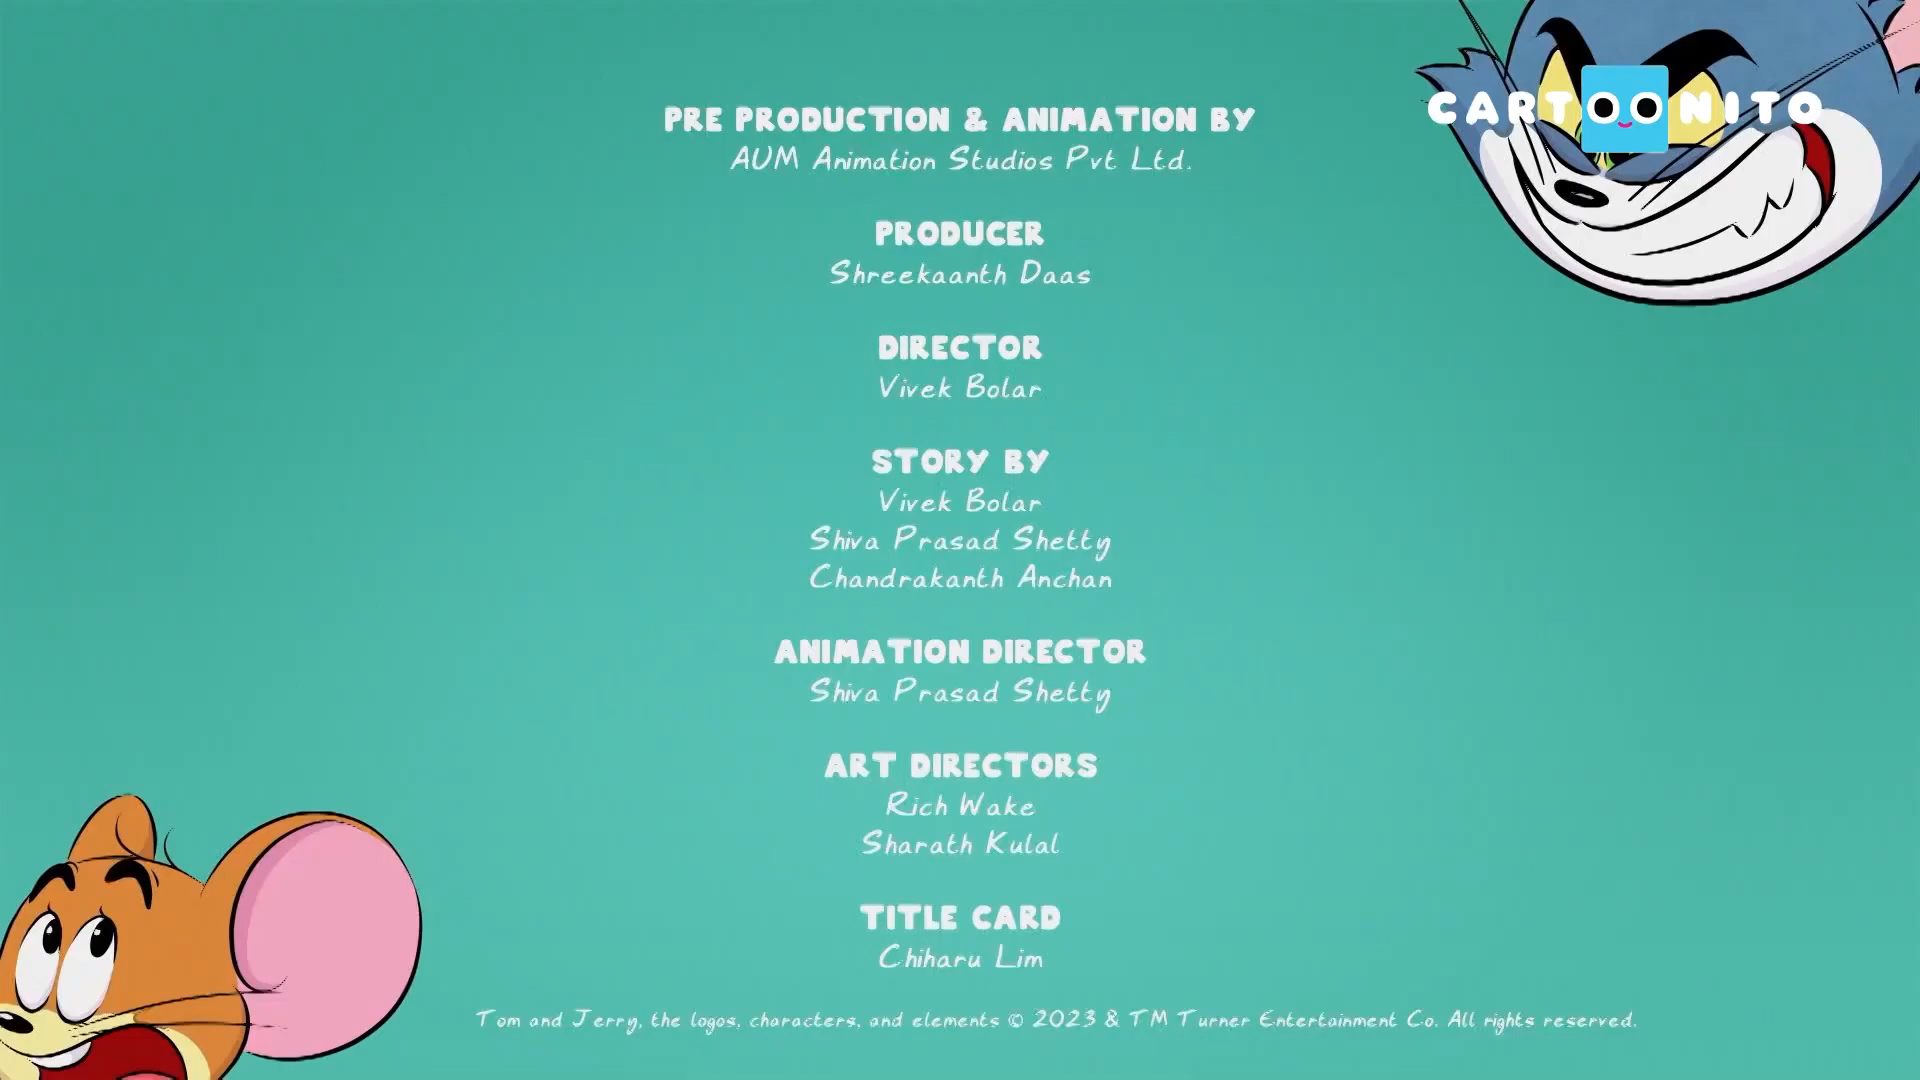 CARTOONITO
PRE PRODUCTION & ANIMATION BY
AUM Animation Studios Pvt Ltd.
PRODUCER
Shreekaanth Daas
DIRECTOR
Vivek Bolar
STORY BY
Vivek Bolar
Shiva Prasad Shetty
Chandrakanth Anchan
ANIMATION DIRECTOR
Shiva Prasad Shetty
ART DIRECTORS
Rich Wake
Sharath Kulal
TITLE CARD
Chiharu Lim
Tom and Jerry, the logos, characters, and elements © 2023 & TM Turner Entertainment Co. All rights reserved.